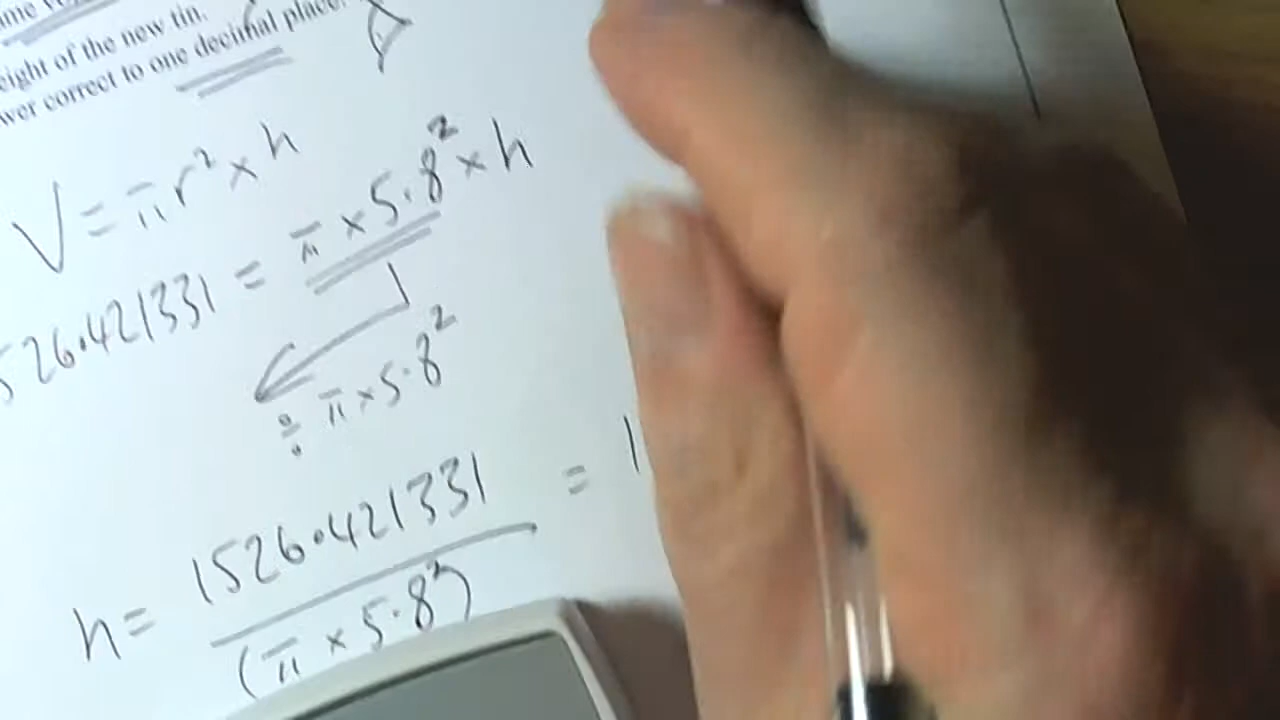 eight of the new tin.
wer correct to one decimal place.
V = πr² × h
526.421331 = π × 5.8² × h
÷ π × 5.8²
h = 1526.421331 / (π × 5.8²) = 1